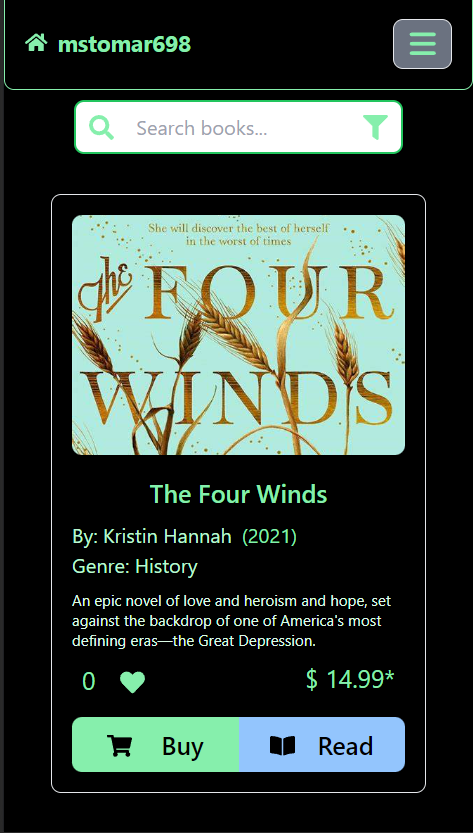 mstomar698
Search books...
She will discover the best of herself
in the worst of times
The FOUR
WINDS
The Four Winds
By: Kristin Hannah (2021)
Genre: History
An epic novel of love and heroism and hope, set
against the backdrop of one of America's most
defining eras—the Great Depression.
0 $ 14.99*
Buy Read